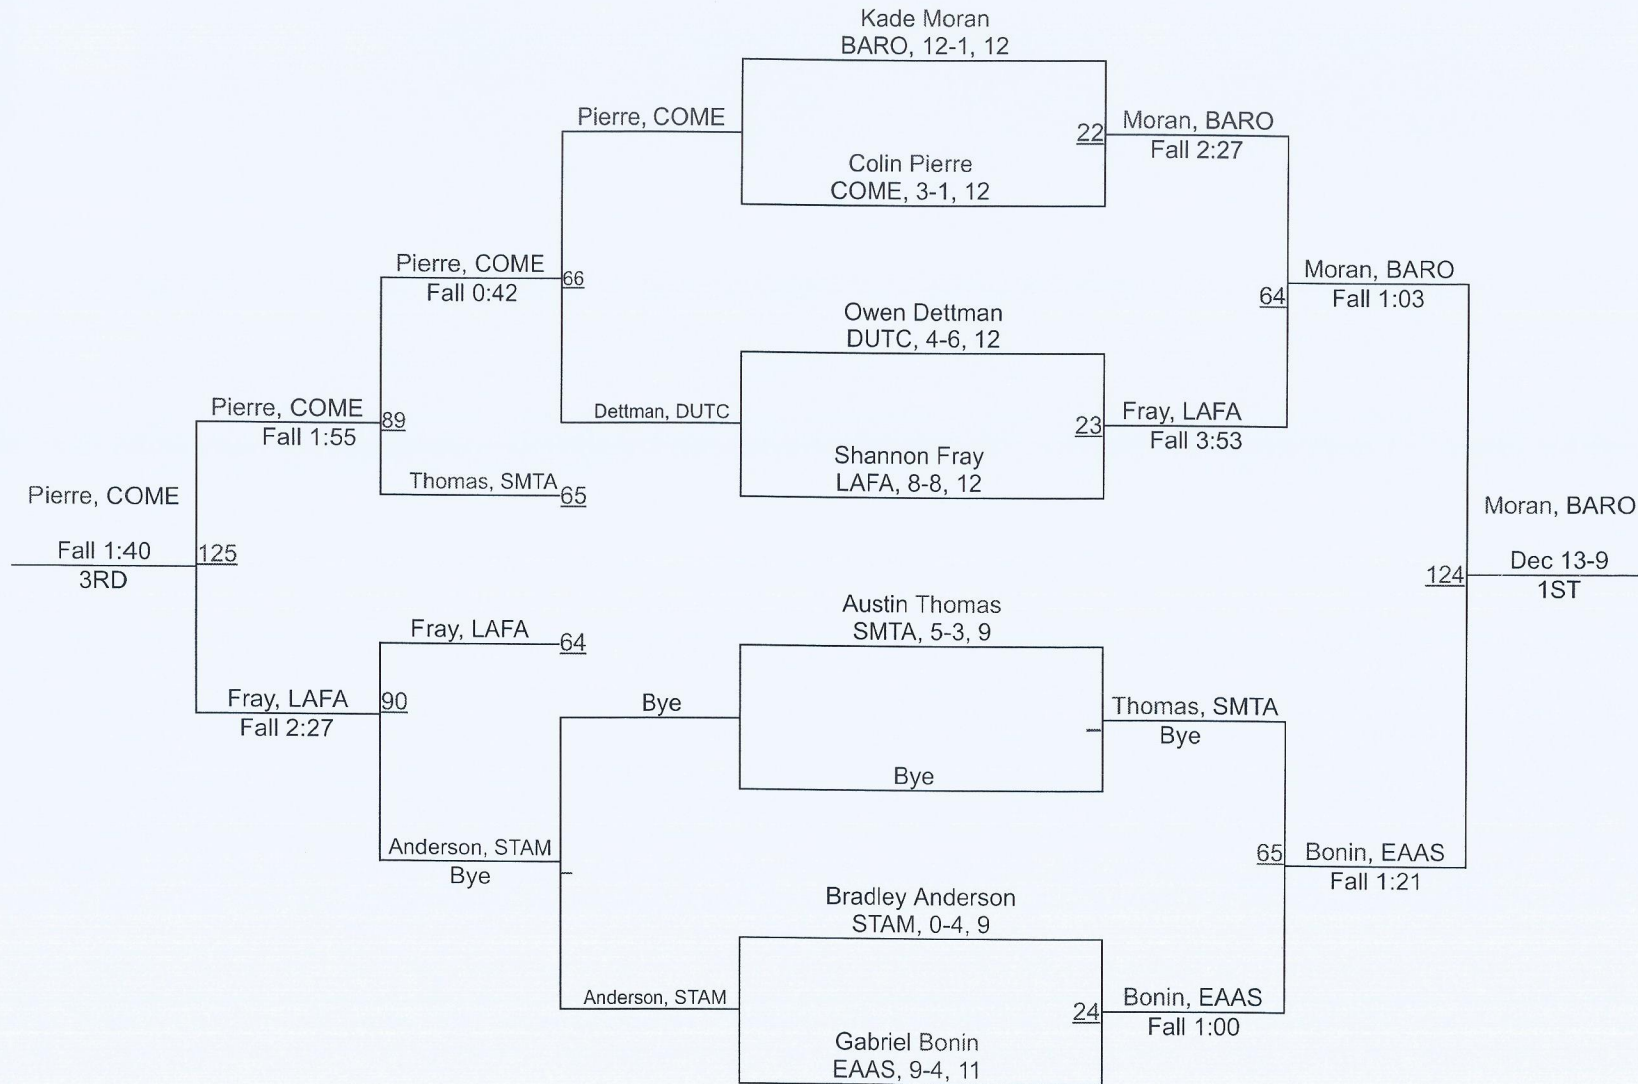 Kade Moran
BARO, 12-1, 12
Pierre, COME
22
Moran, BARO
Fall 2:27
Colin Pierre
COME, 3-1, 12
Pierre, COME
66
Fall 0:42
Moran, BARO
64
Fall 1:03
Owen Dettman
DUTC, 4-6, 12
Pierre, COME
89
Fall 1:55
Dettman, DUTC
23
Fray, LAFA
Fall 3:53
Shannon Fray
LAFA, 8-8, 12
Thomas, SMTA
65
Pierre, COME
Moran, BARO
Fall 1:40
125
3RD
124
Dec 13-9
1ST
Austin Thomas
SMTA, 5-3, 9
Fray, LAFA
64
Fray, LAFA
90
Fall 2:27
Bye
Thomas, SMTA
Bye
Bye
Anderson, STAM
Bye
65
Bonin, EAAS
Fall 1:21
Bradley Anderson
STAM, 0-4, 9
Anderson, STAM
24
Bonin, EAAS
Fall 1:00
Gabriel Bonin
EAAS, 9-4, 11